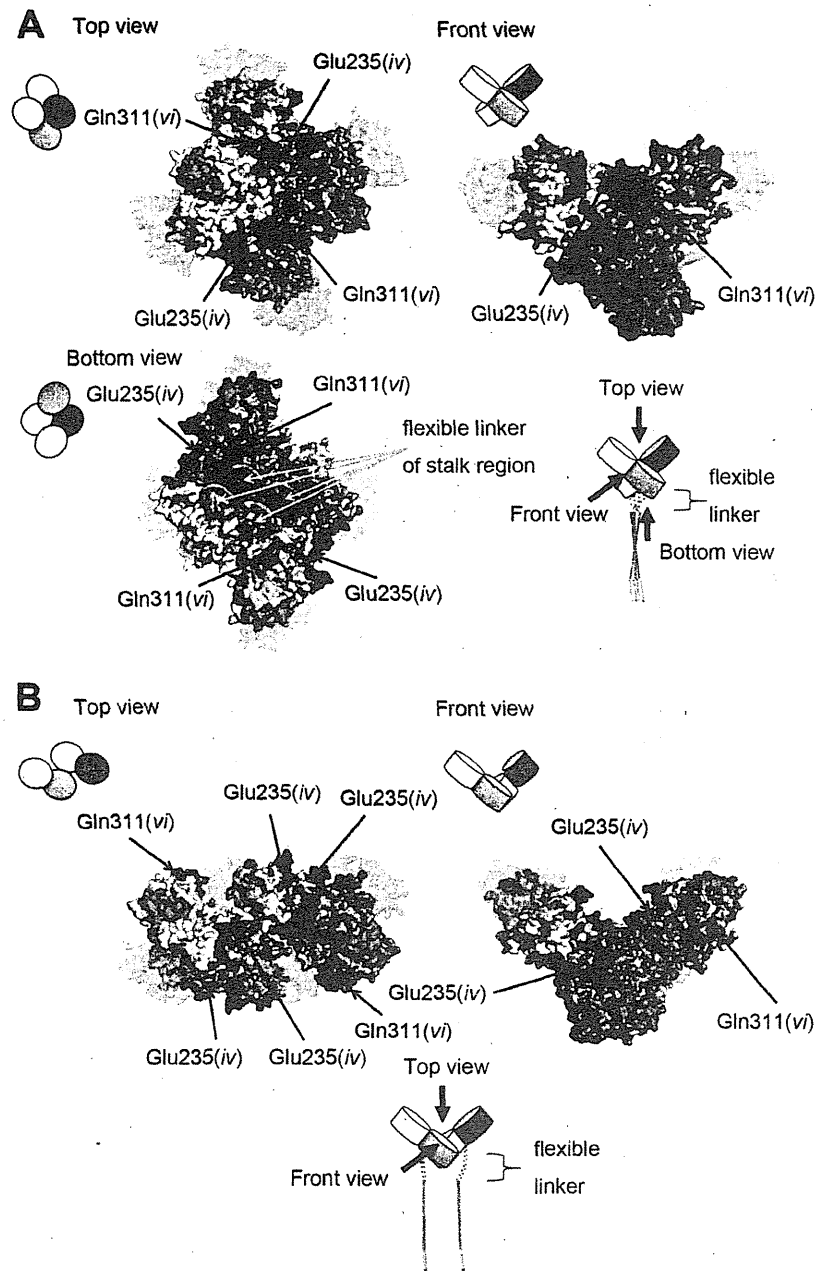 A
Top view
Front view
Glu235(iv)
Gln311(vi)
Gln311(vi)
Glu235(iv)
Glu235(iv)
Gln311(vi)
Bottom view
Glu235(iv)
Gln311(vi)
flexible linker
of stalk region
Gln311(vi)
Glu235(iv)
Top view
flexible
linker
Front view
Bottom view
B
Top view
Front view
Glu235(iv)
Glu235(iv)
Gln311(vi)
Glu235(iv)
Glu235(iv)
Gln311(vi)
Gln311(vi)
Glu235(iv)
Glu235(iv)
Top view
flexible
linker
Front view